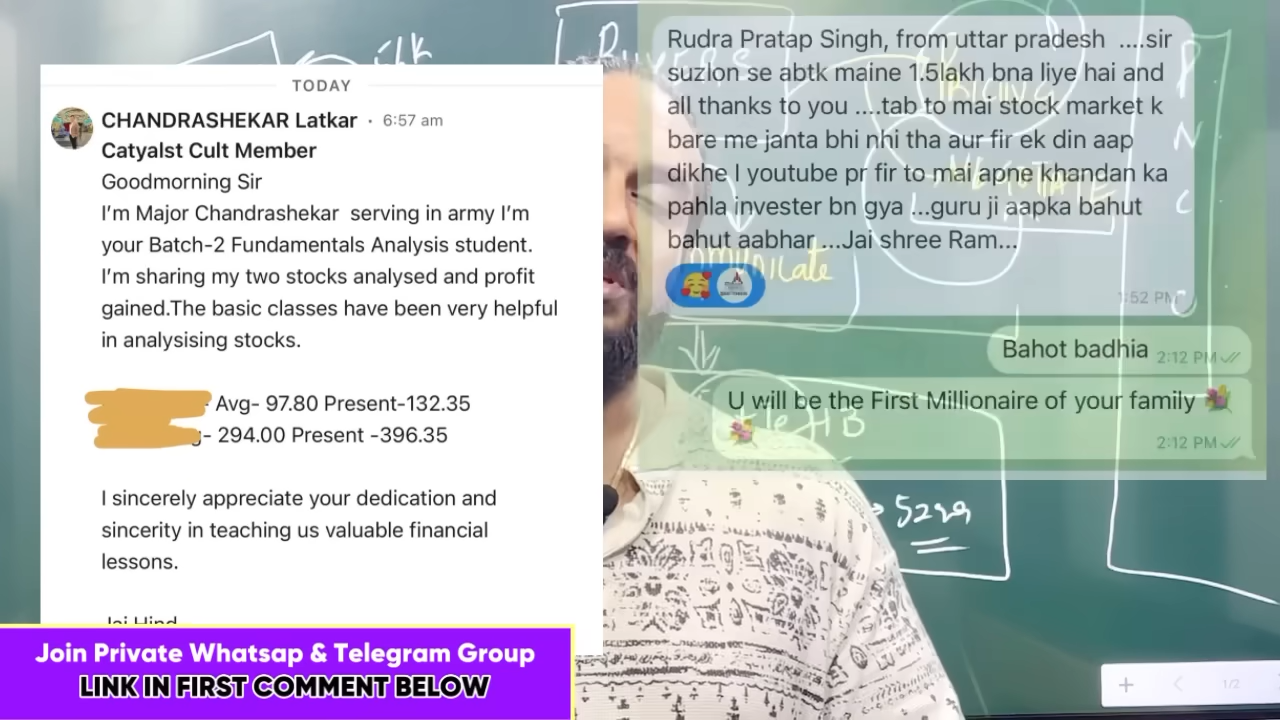 TODAY
CHANDRASHEKAR Latkar · 6:57 am
Catyalst Cult Member
Goodmorning Sir
I'm Major Chandrashekar serving in army I'm
your Batch-2 Fundamentals Analysis student.
I'm sharing my two stocks analysed and profit
gained.The basic classes have been very helpful
in analysising stocks.
Avg- 97.80 Present-132.35
- 294.00 Present -396.35
I sincerely appreciate your dedication and
sincerity in teaching us valuable financial
lessons.
Jai Hind
Join Private Whatsap & Telegram Group
LINK IN FIRST COMMENT BELOW
Rudra Pratap Singh, from uttar pradesh ....sir
suzlon se abtk maine 1.5lakh bna liye hai and
all thanks to you ....tab to mai stock market k
bare me janta bhi nhi tha aur fir ek din aap
dikhe I youtube pr fir to mai apne khandan ka
pahla invester bn gya ...guru ji aapka bahut
bahut aabhar ...Jai shree Ram...
1:52 PM
Bahot badhia 2:12 PM
U will be the First Millionaire of your family
2:12 PM
PRICING
NEGOTIATE
1/2